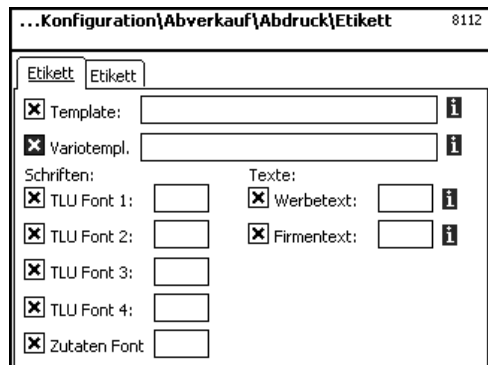 ...Konfiguration\Abverkauf\Abdruck\Etikett 8112
Etikett Etikett
Template: i
Variotempl. i
Schriften: Texte:
TLU Font 1: Werbetext: i
TLU Font 2: Firmentext: i
TLU Font 3:
TLU Font 4:
Zutaten Font